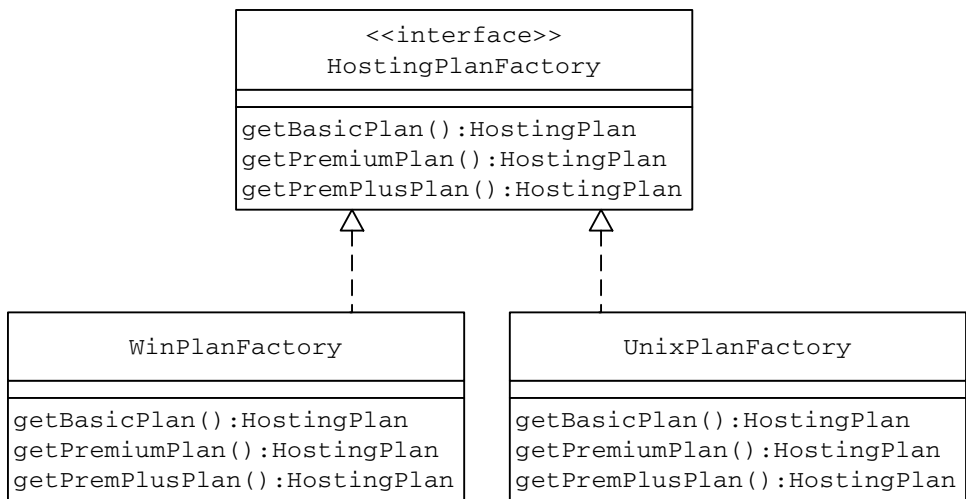 <<interface>>
HostingPlanFactory
getBasicPlan():HostingPlan
getPremiumPlan():HostingPlan
getPremPlusPlan():HostingPlan
WinPlanFactory
getBasicPlan():HostingPlan
getPremiumPlan():HostingPlan
getPremPlusPlan():HostingPlan
UnixPlanFactory
getBasicPlan():HostingPlan
getPremiumPlan():HostingPlan
getPremPlusPlan():HostingPlan